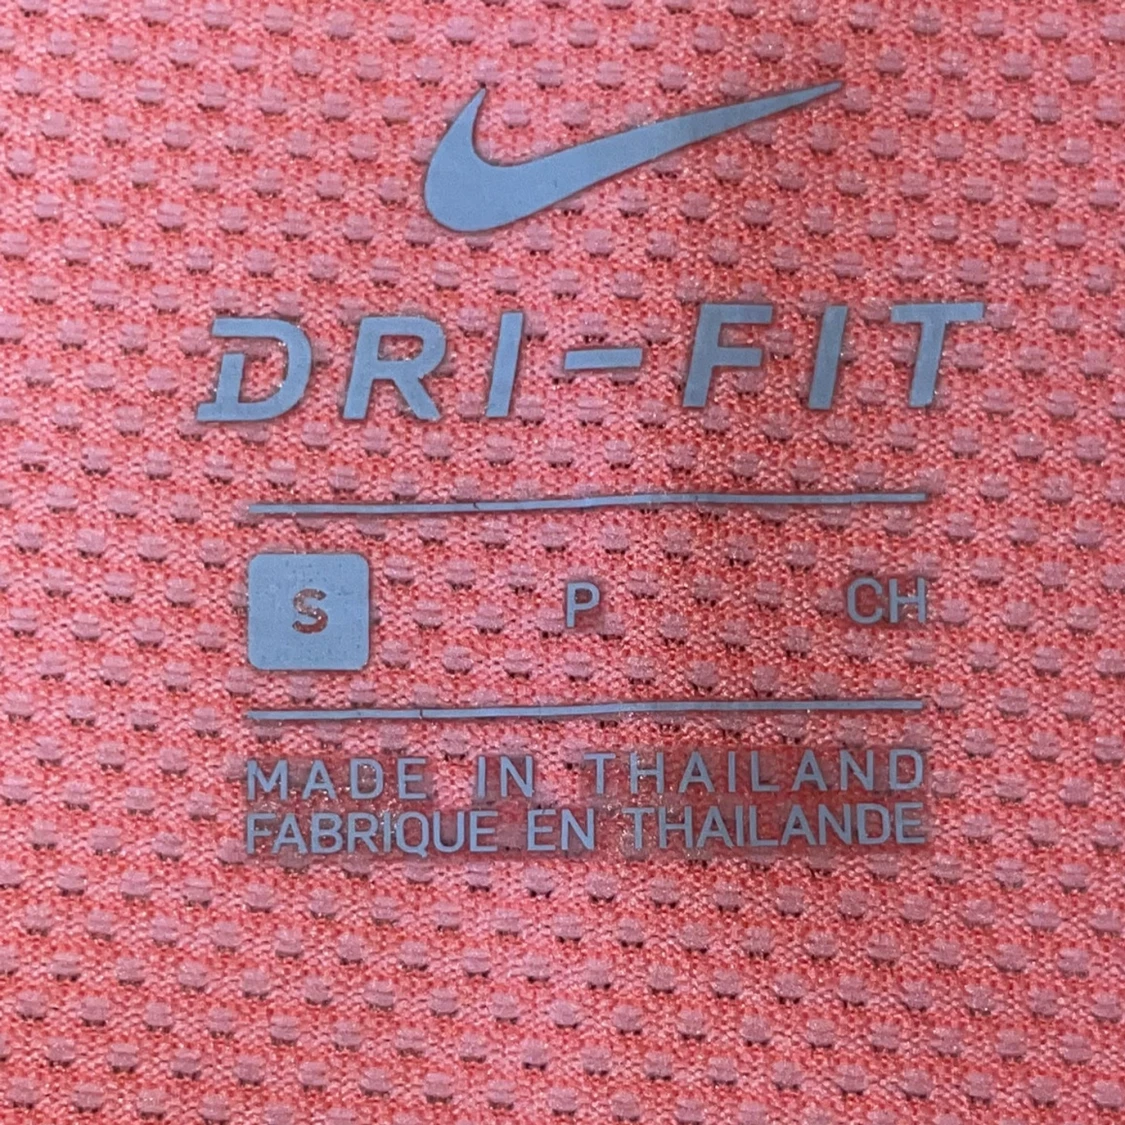 DRI-FIT
S P CH
MADE IN THAILAND
FABRIQUE EN THAILANDE